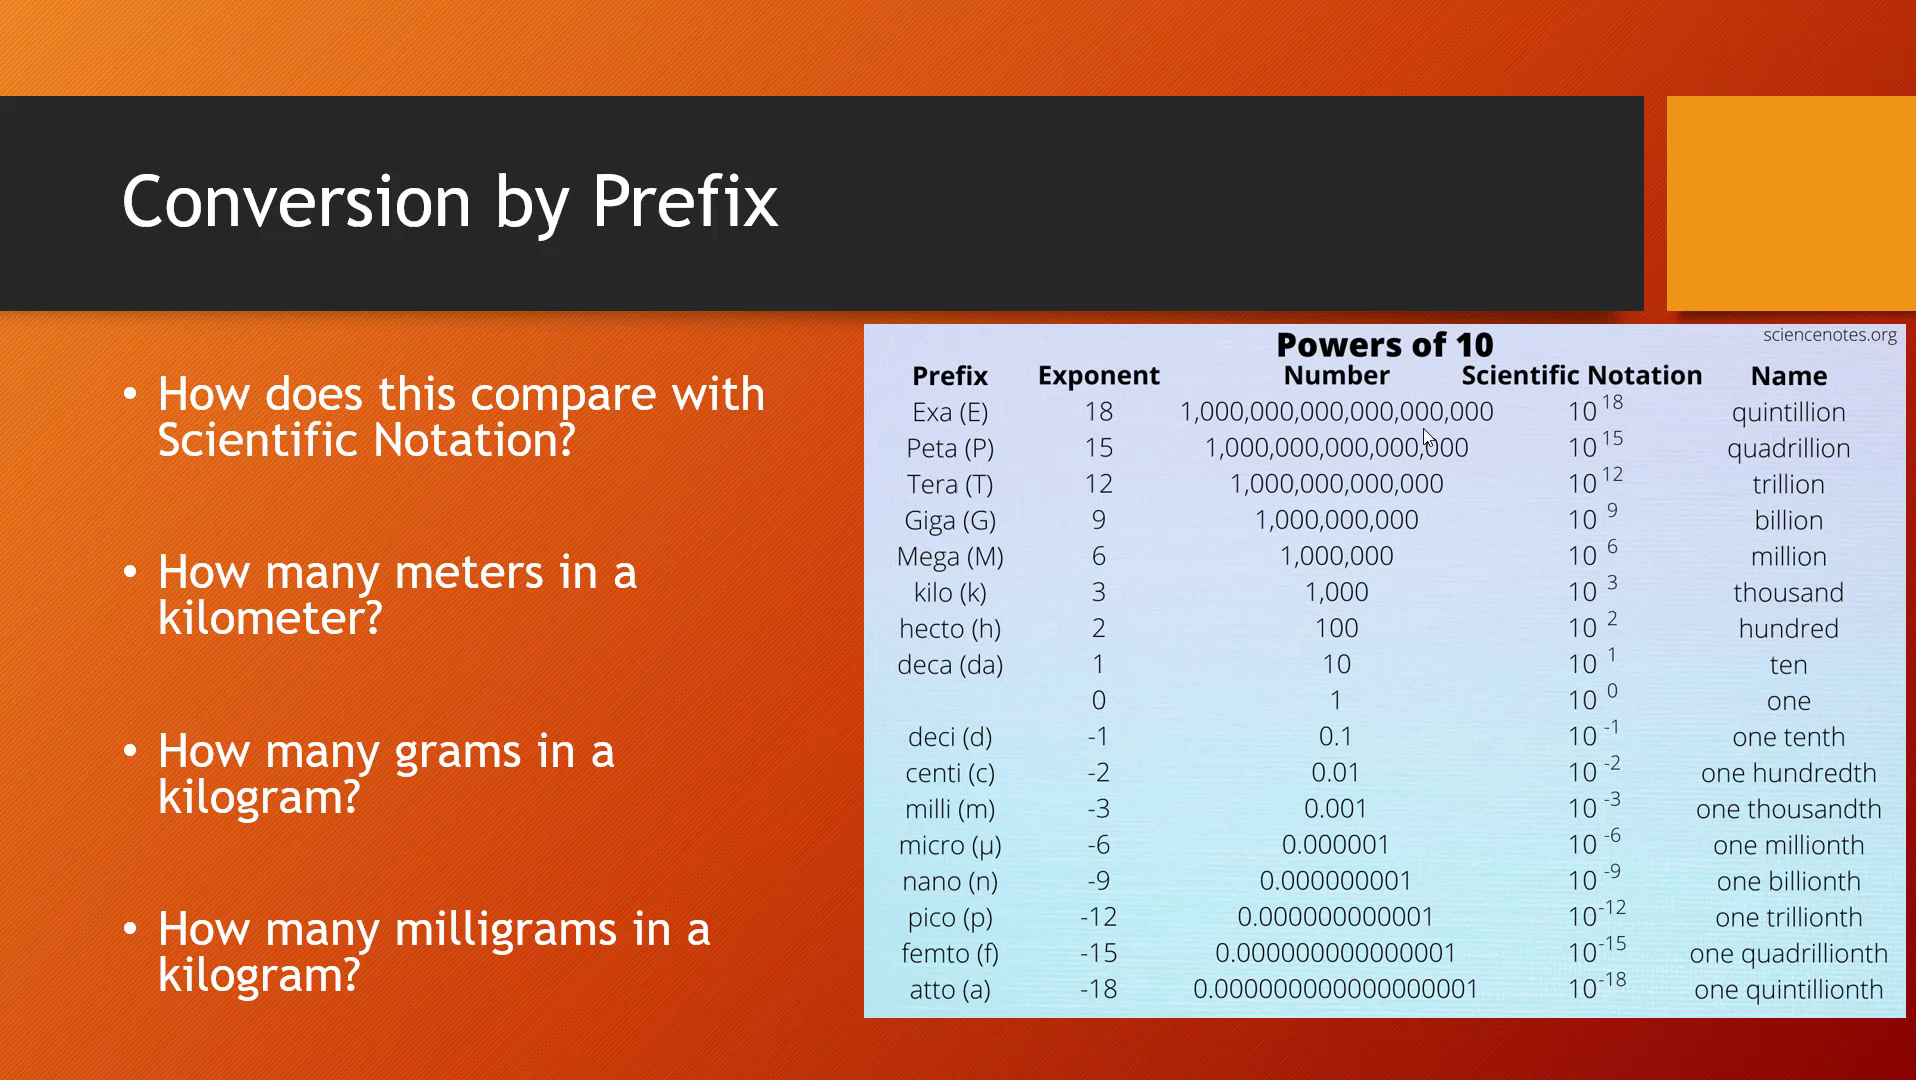 Conversion by Prefix
• How does this compare with
Scientific Notation?
• How many meters in a
kilometer?
• How many grams in a
kilogram?
• How many milligrams in a
kilogram?
sciencenotes.org
Powers of 10
Prefix Exponent Number Scientific Notation Name
Exa (E) 18 1,000,000,000,000,000,000 10^18 quintillion
Peta (P) 15 1,000,000,000,000,000 10^15 quadrillion
Tera (T) 12 1,000,000,000,000 10^12 trillion
Giga (G) 9 1,000,000,000 10^9 billion
Mega (M) 6 1,000,000 10^6 million
kilo (k) 3 1,000 10^3 thousand
hecto (h) 2 100 10^2 hundred
deca (da) 1 10 10^1 ten
0 1 10^0 one
deci (d) -1 0.1 10^-1 one tenth
centi (c) -2 0.01 10^-2 one hundredth
milli (m) -3 0.001 10^-3 one thousandth
micro (μ) -6 0.000001 10^-6 one millionth
nano (n) -9 0.000000001 10^-9 one billionth
pico (p) -12 0.000000000001 10^-12 one trillionth
femto (f) -15 0.000000000000001 10^-15 one quadrillionth
atto (a) -18 0.000000000000000001 10^-18 one quintillionth